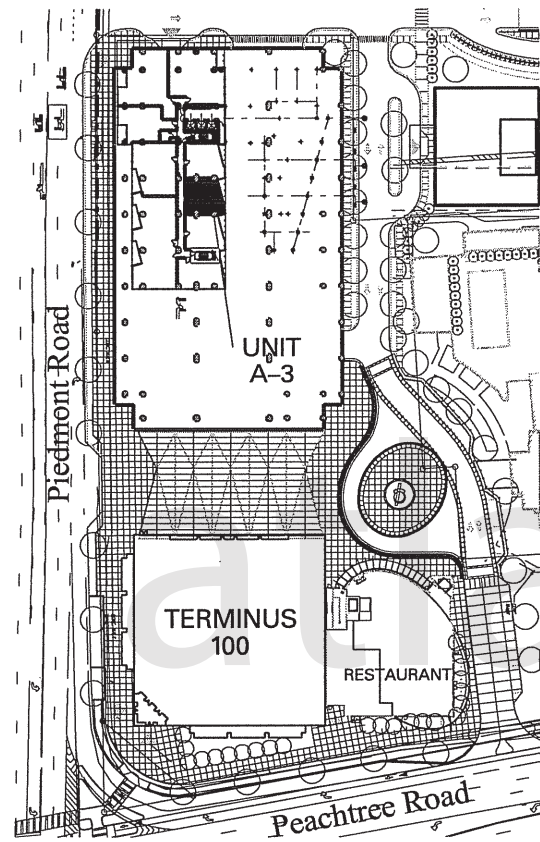 UNIT
A–3
Piedmont Road
TERMINUS
100
RESTAURANT
Peachtree Road